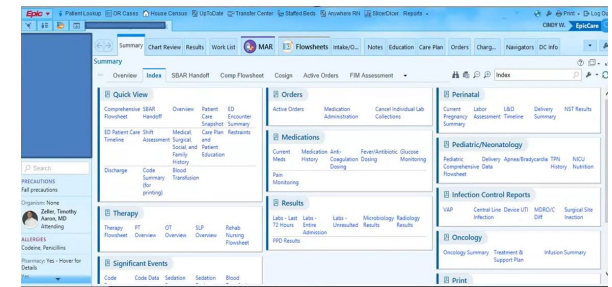 Epic Patient Lookup OR Cases House Census UpToDate Transfer Center Staffed Beds Anywhere RN SlicerDicer Reports Print Log Ou
CINDY W. EpicCare
Summary Chart Review Results Work List MAR Flowsheets Intake/O... Notes Education Care Plan Orders Charg... Navigators DC Info
Summary
Overview Index SBAR Handoff Comp Flowsheet Cosign Active Orders FIM Assessment Index
Quick View
Comprehensive Flowsheet
SBAR Handoff
Overview
Patient Care Snapshot
ED Encounter Summary
ED Patient Care Timeline
Shift Assessment
Medical, Surgical, Social, and Family History
Care Plan and Patient Education
Restraints
Discharge
Code Summary (for printing)
Blood Transfusion
Therapy
Therapy Flowsheet
PT Overview
OT Overview
SLP Overview
Rehab Nursing Flowsheet
Significant Events
Code
Code Data
Sedation
Sedation
Blood
Orders
Active Orders
Medication Administration
Cancel Individual Lab Collections
Medications
Current Meds
Medication History
Anti-Coagulation Dosing
Fever/Antibiotic Dosing
Glucose Monitoring
Pain Monitoring
Results
Labs - Last 72 Hours
Labs - Entire Admission
Labs - Unresulted
Microbiology Results
Radiology Results
PPD Results
Perinatal
Current Pregnancy Summary
Labor Assessment
L&D Timeline
Delivery Summary
NST Results
Pediatric/Neonatology
Pediatric Comprehensive Flowsheet
Delivery Data
Apnea/Bradycardia
TPN History
NICU Nutrition
Infection Control Reports
VAP
Central Line Infection
Device UTI
MDRO/C Diff
Surgical Site Infection
Oncology
Oncology Summary
Treatment & Support Plan
Infusion Summary
Print
Search
PRECAUTIONS
Fall precautions
Organism: None
Zeller, Timothy
Aaron, MD
Attending
ALLERGIES
Codeine, Penicillins
Pharmacy: Yes - Hover for
Details